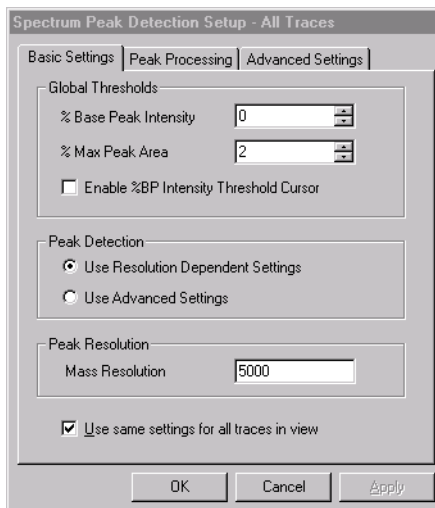 Spectrum Peak Detection Setup - All Traces
Basic Settings Peak Processing Advanced Settings
Global Thresholds
% Base Peak Intensity 0
% Max Peak Area 2
Enable %BP Intensity Threshold Cursor
Peak Detection
Use Resolution Dependent Settings
Use Advanced Settings
Peak Resolution
Mass Resolution 5000
Use same settings for all traces in view
OK Cancel Apply